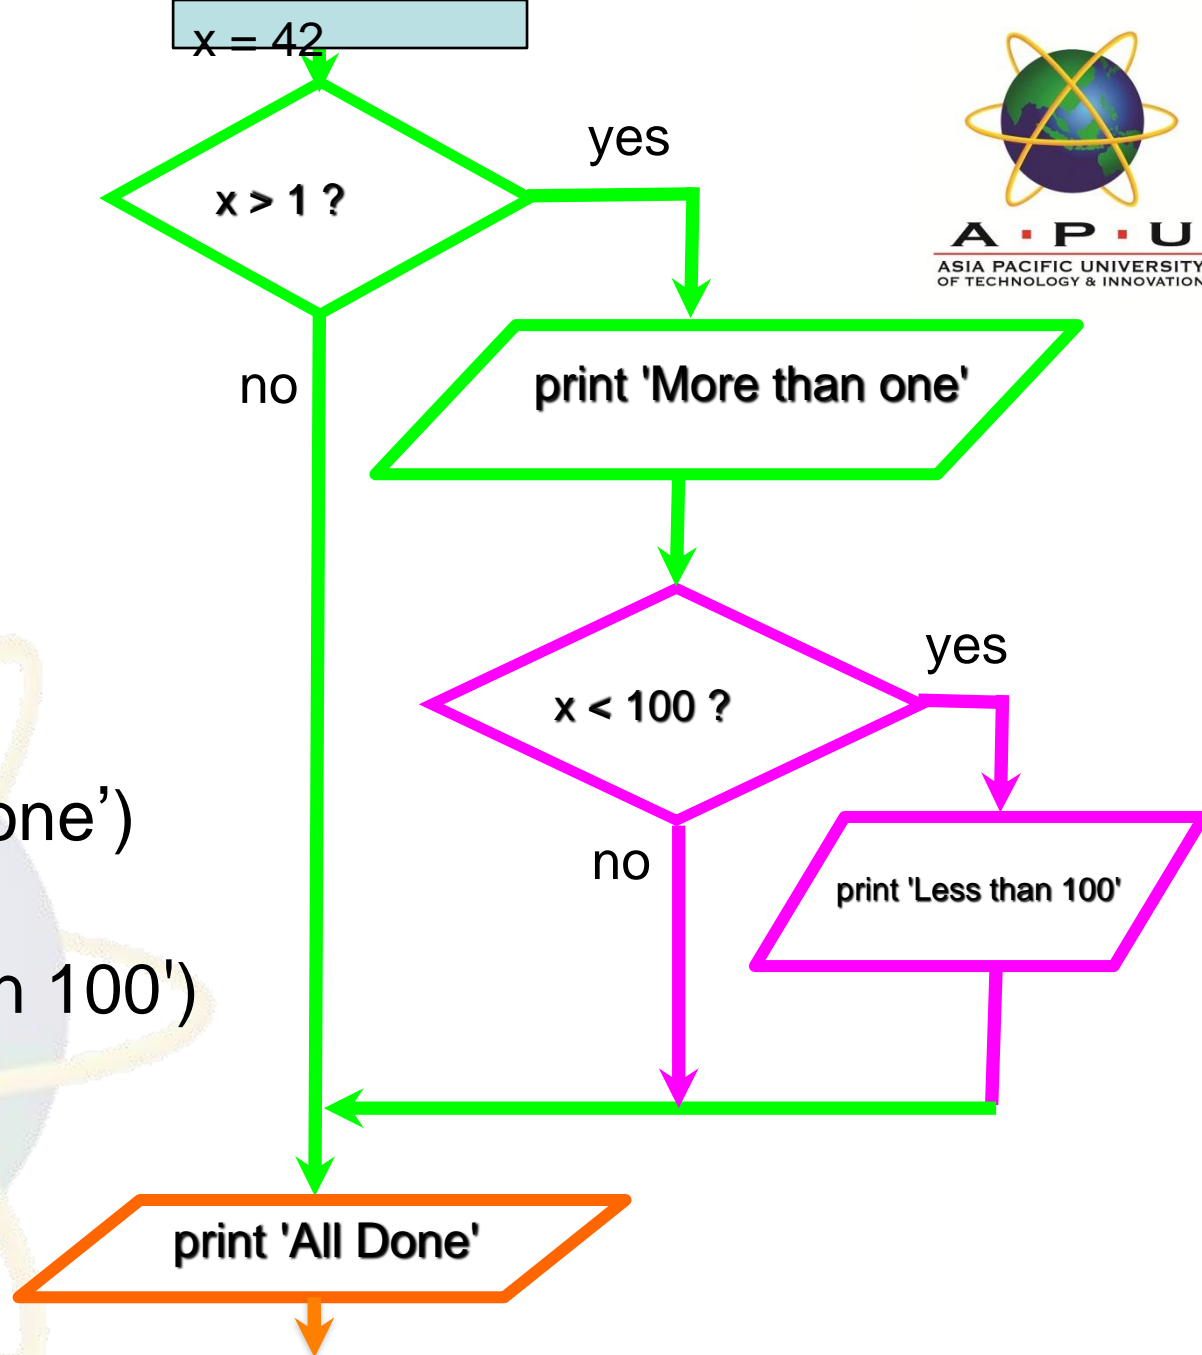 x = 42
yes
x > 1 ?
A · P · U
ASIA PACIFIC UNIVERSITY
OF TECHNOLOGY & INNOVATION
no
print 'More than one'
yes
x < 100 ?
one’)
no
print 'Less than 100'
n 100')
print 'All Done'